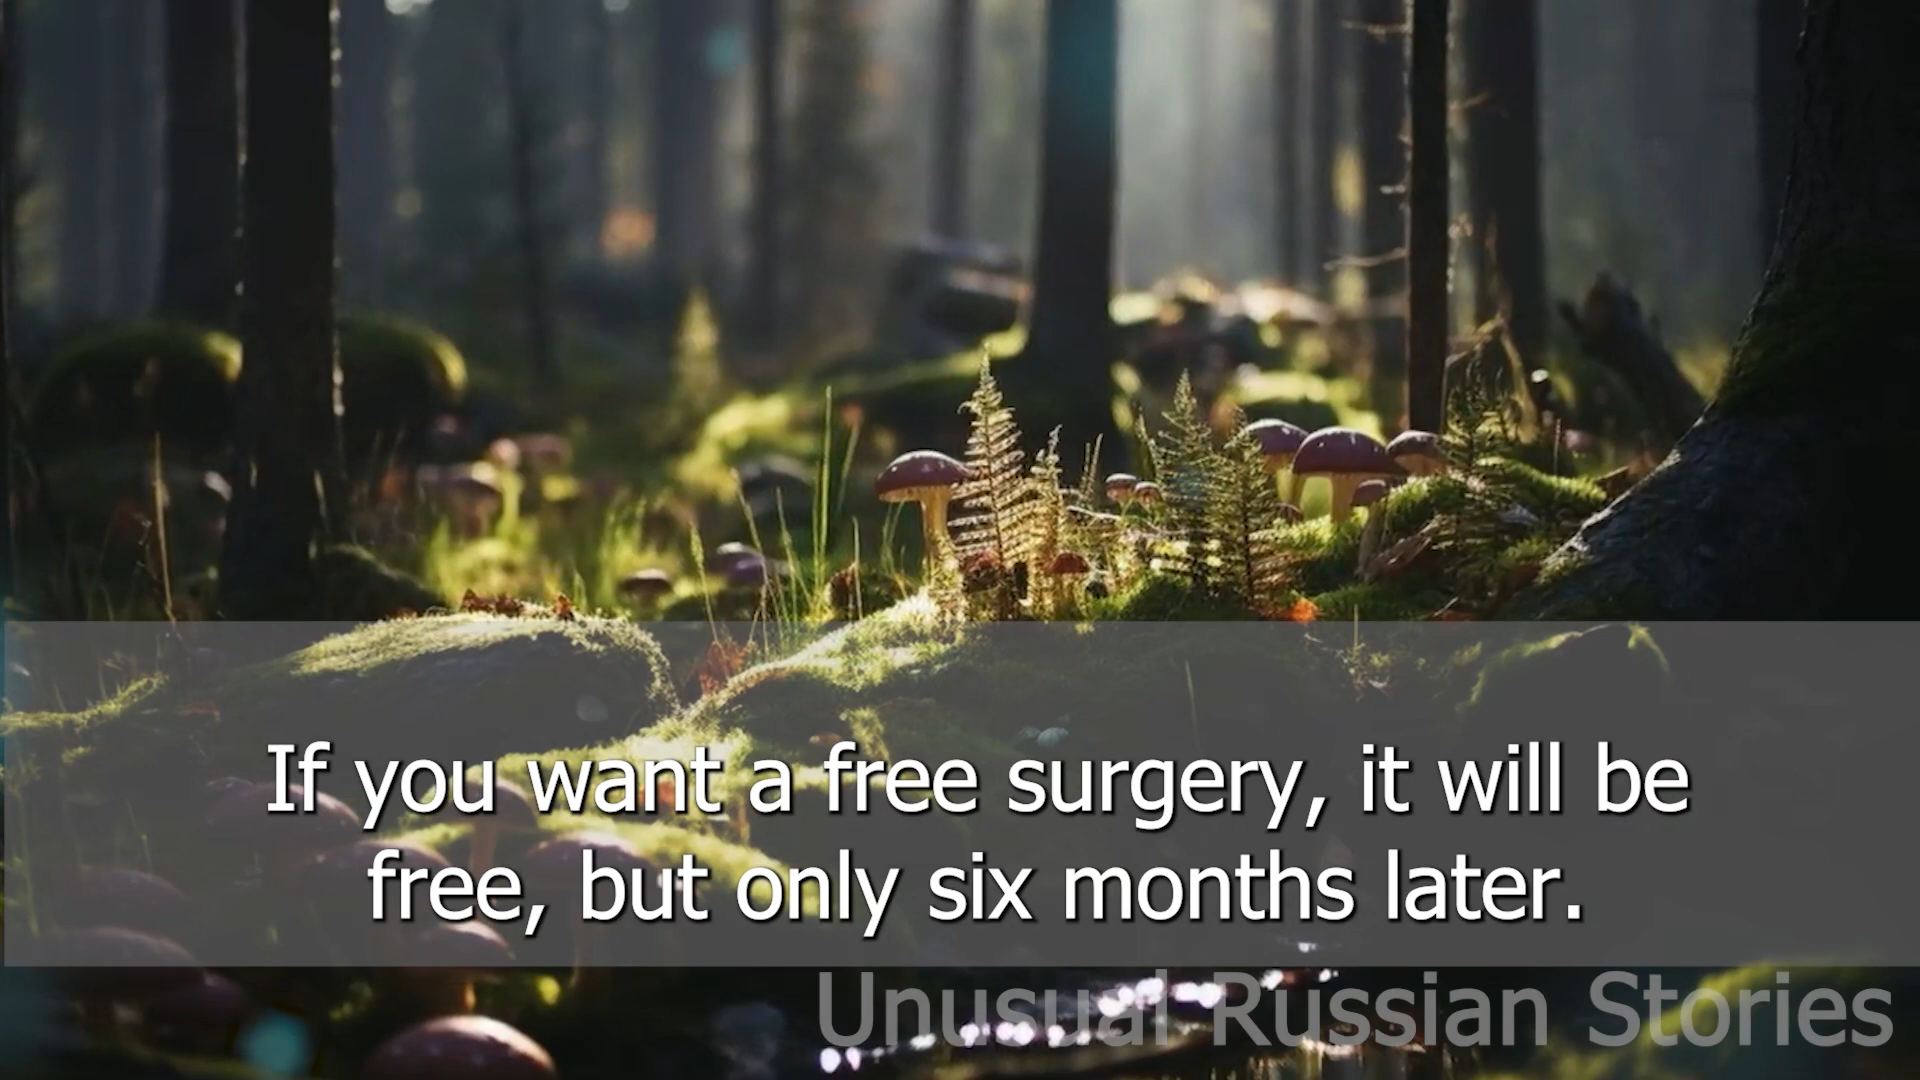 If you want a free surgery, it will be
free, but only six months later.
Unusual Russian Stories